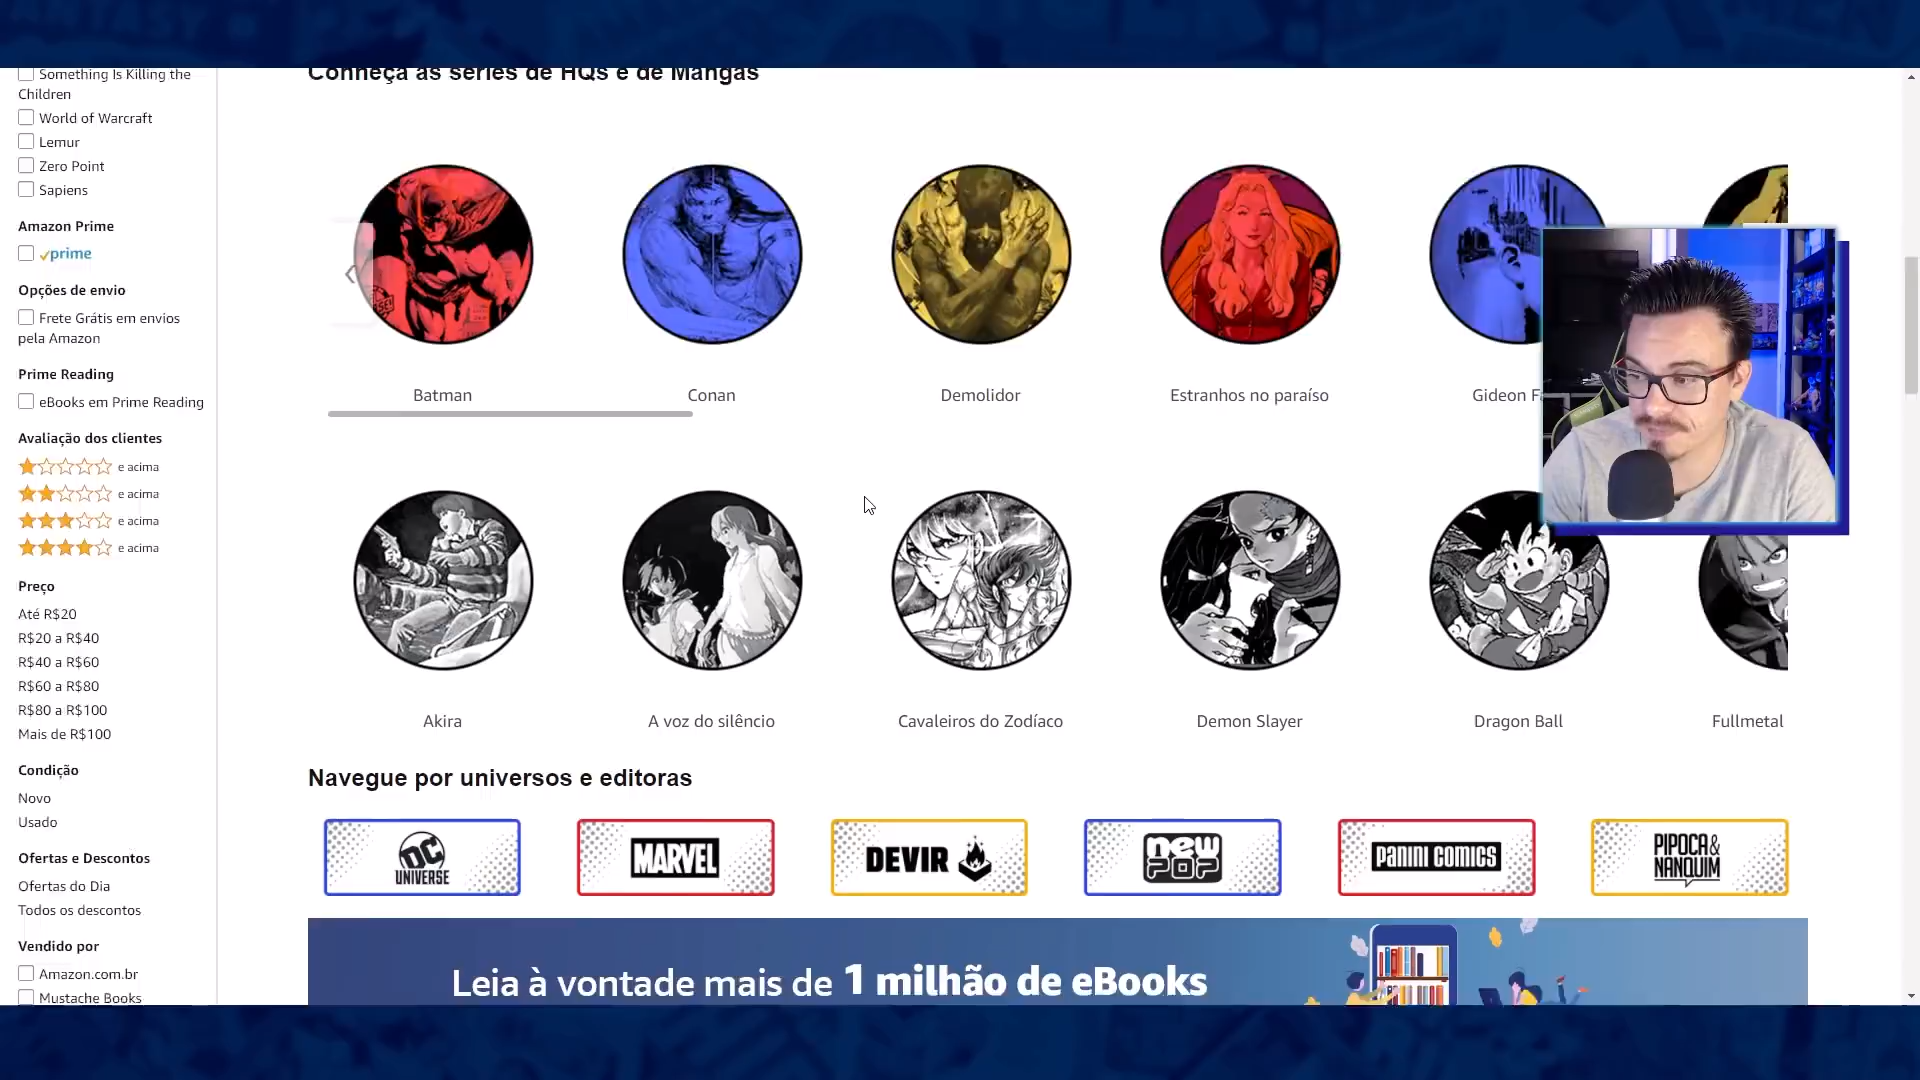 Conheça as séries de HQs e de Mangás
Something Is Killing the
Children
World of Warcraft
Lemur
Zero Point
Sapiens
Amazon Prime
prime
Opções de envio
Frete Grátis em envios
pela Amazon
Prime Reading
eBooks em Prime Reading
Avaliação dos clientes
e acima
e acima
e acima
e acima
Preço
Até R$20
R$20 a R$40
R$40 a R$60
R$60 a R$80
R$80 a R$100
Mais de R$100
Condição
Novo
Usado
Ofertas e Descontos
Ofertas do Dia
Todos os descontos
Vendido por
Amazon.com.br
Mustache Books
Batman
Conan
Demolidor
Estranhos no paraíso
Gideon
Akira
A voz do silêncio
Cavaleiros do Zodíaco
Demon Slayer
Dragon Ball
Fullmetal
Navegue por universos e editoras
DC
UNIVERSE
MARVEL
DEVIR
new
POP
PANINI COMICS
PIPOCA &
NANQUIM
Leia à vontade mais de 1 milhão de eBooks